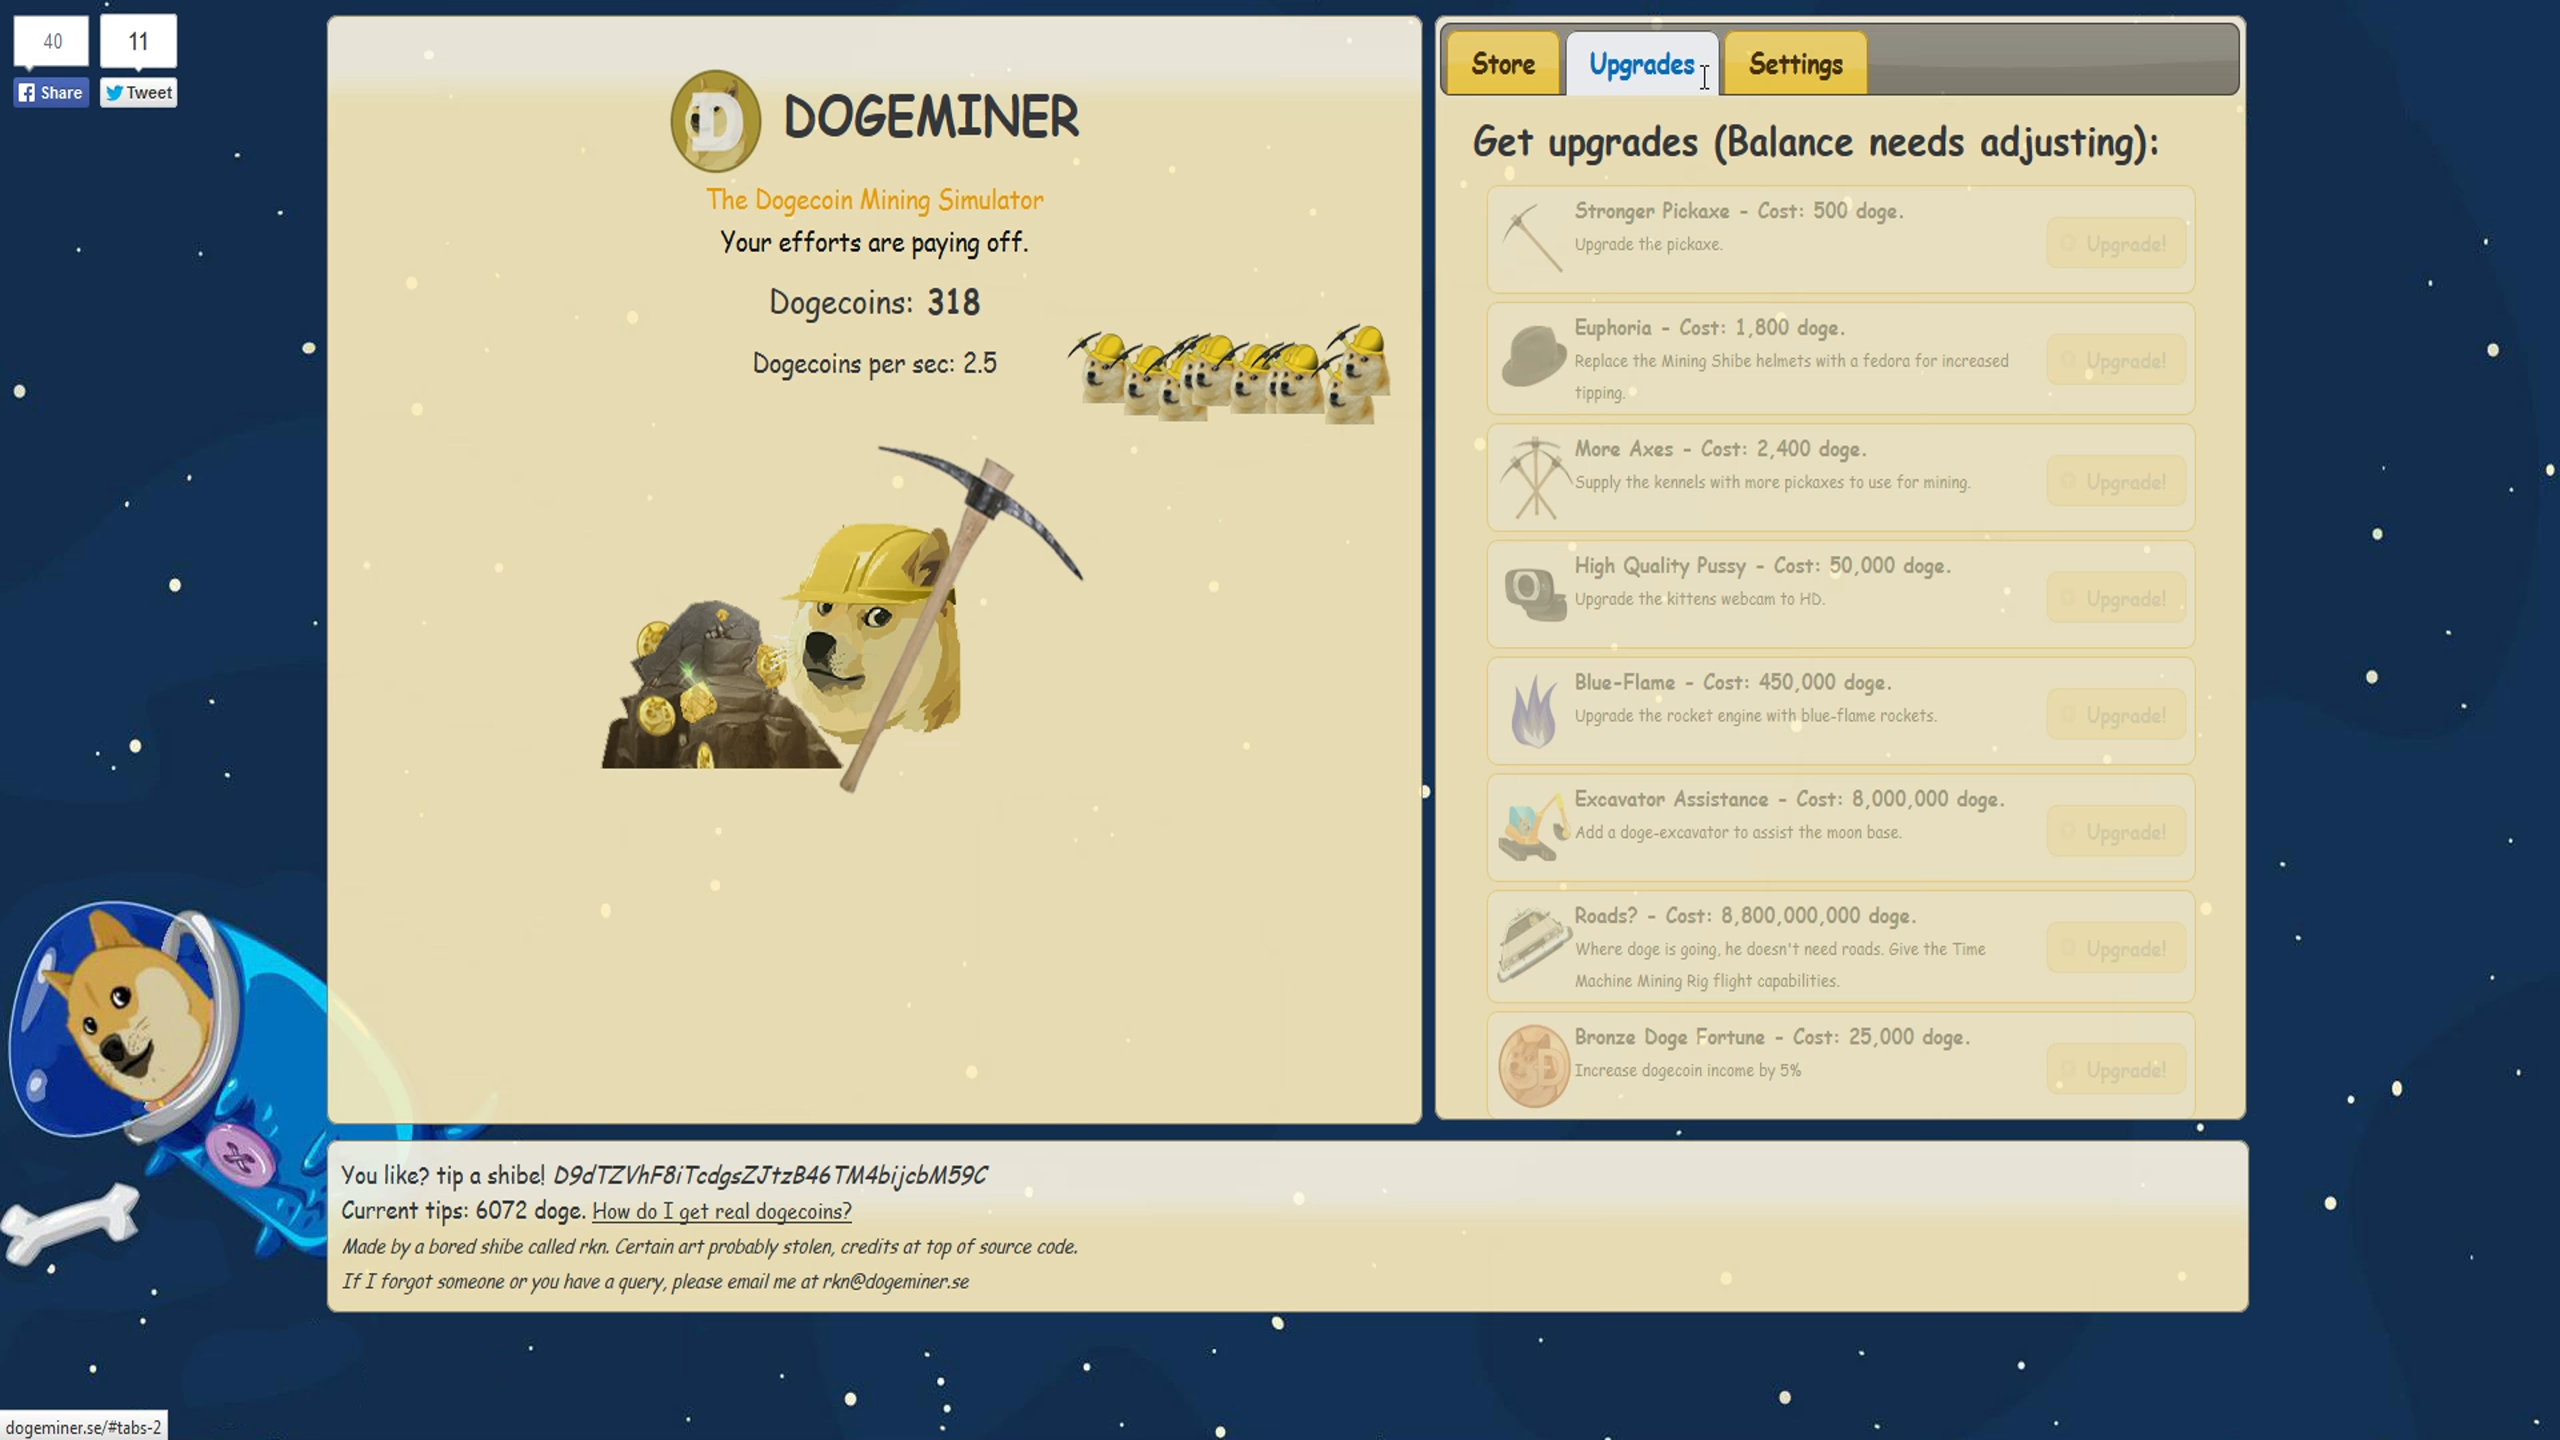 40
11
Share
Tweet
DOGEMINER
The Dogecoin Mining Simulator
Your efforts are paying off.
Dogecoins: 318
Dogecoins per sec: 2.5
Store
Upgrades
Settings
Get upgrades (Balance needs adjusting):
Stronger Pickaxe - Cost: 500 doge.
Upgrade the pickaxe.
Upgrade!
Euphoria - Cost: 1,800 doge.
Replace the Mining Shibe helmets with a fedora for increased
tipping.
Upgrade!
More Axes - Cost: 2,400 doge.
Supply the kennels with more pickaxes to use for mining.
Upgrade!
High Quality Pussy - Cost: 50,000 doge.
Upgrade the kittens webcam to HD.
Upgrade!
Blue-Flame - Cost: 450,000 doge.
Upgrade the rocket engine with blue-flame rockets.
Upgrade!
Excavator Assistance - Cost: 8,000,000 doge.
Add a doge-excavator to assist the moon base.
Upgrade!
Roads? - Cost: 8,800,000,000 doge.
Where doge is going, he doesn't need roads. Give the Time
Machine Mining Rig flight capabilities.
Upgrade!
Bronze Doge Fortune - Cost: 25,000 doge.
Increase dogecoin income by 5%
Upgrade!
You like? tip a shibe! D9dTZVhF8iTcdgsZJtzB46TM4bijcbM59C
Current tips: 6072 doge. How do I get real dogecoins?
Made by a bored shibe called rkn. Certain art probably stolen, credits at top of source code.
If I forgot someone or you have a query, please email me at rkn@dogeminer.se
dogeminer.se/#tabs-2